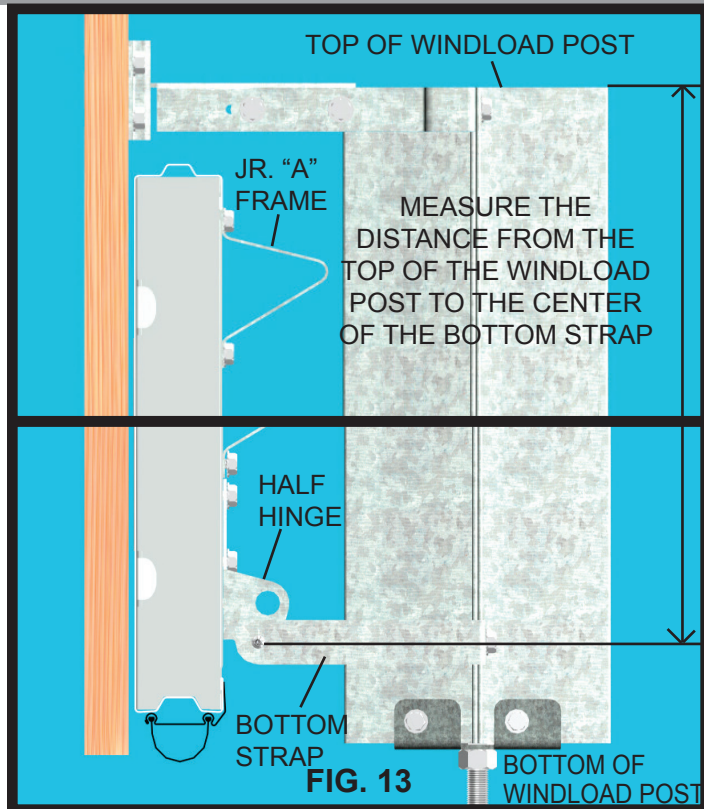 TOP OF WINDLOAD POST
JR. “A”
FRAME
MEASURE THE
DISTANCE FROM THE
TOP OF THE WINDLOAD
POST TO THE CENTER
OF THE BOTTOM STRAP
HALF
HINGE
BOTTOM
STRAP
FIG. 13
BOTTOM OF
WINDLOAD POST